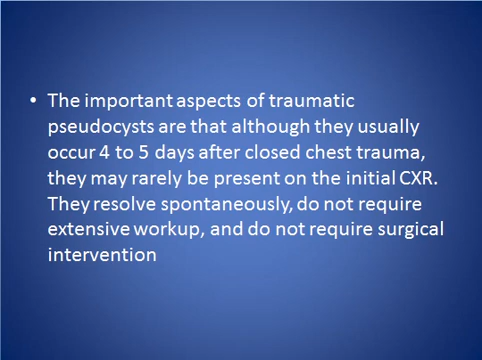 • The important aspects of traumatic
pseudocysts are that although they usually
occur 4 to 5 days after closed chest trauma,
they may rarely be present on the initial CXR.
They resolve spontaneously, do not require
extensive workup, and do not require surgical
intervention